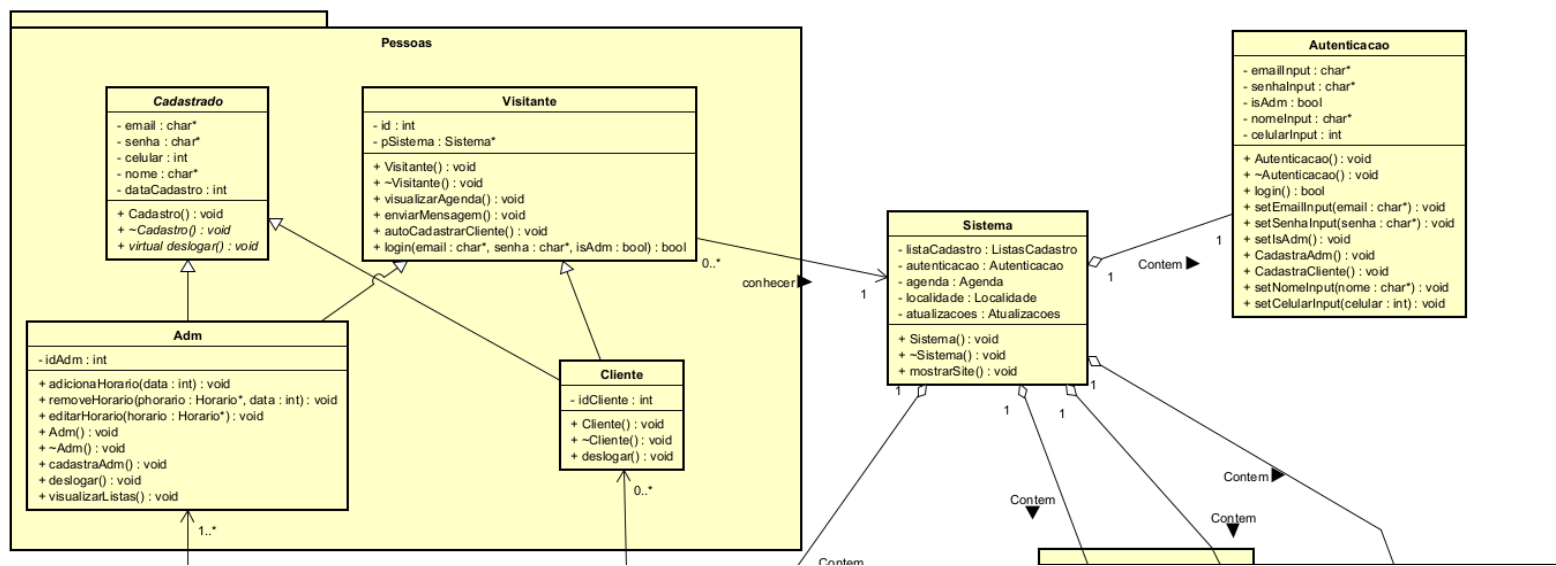 Pessoas
Cadastrado
- email : char*
- senha : char*
- celular : int
- nome : char*
- dataCadastro : int
+ Cadastro() : void
+ ~Cadastro() : void
+ virtual deslogar() : void
Visitante
- id : int
- pSistema : Sistema*
+ Visitante() : void
+ ~Visitante() : void
+ visualizarAgenda() : void
+ enviarMensagem() : void
+ autoCadastrarCliente() : void
+ login(email : char*, senha : char*, isAdm : bool) : bool
Adm
- idAdm : int
+ adicionaHorario(data : int) : void
+ removeHorario(phorario : Horario*, data : int) : void
+ editarHorario(horario : Horario*) : void
+ Adm() : void
+ ~Adm() : void
+ cadastraAdm() : void
+ deslogar() : void
+ visualizarListas() : void
1..*
Cliente
- idCliente : int
+ Cliente() : void
+ ~Cliente() : void
+ deslogar() : void
0..*
0..*
conhecer
1
Sistema
- listaCadastro : ListasCadastro
- autenticacao : Autenticacao
- agenda : Agenda
- localidade : Localidade
- atualizacoes : Atualizacoes
+ Sistema() : void
+ ~Sistema() : void
+ mostrarSite() : void
Autenticacao
- emailInput : char*
- senhaInput : char*
- isAdm : bool
- nomeInput : char*
- celularInput : int
+ Autenticacao() : void
+ ~Autenticacao() : void
+ login() : bool
+ setEmailInput(email : char*) : void
+ setSenhaInput(senha : char*) : void
+ setIsAdm() : void
+ CadastraAdm() : void
+ CadastraCliente() : void
+ setNomeInput(nome : char*) : void
+ setCelularInput(celular : int) : void
1
Contem
1
1
1
1
1
Contem
Contem
Contem
Contem